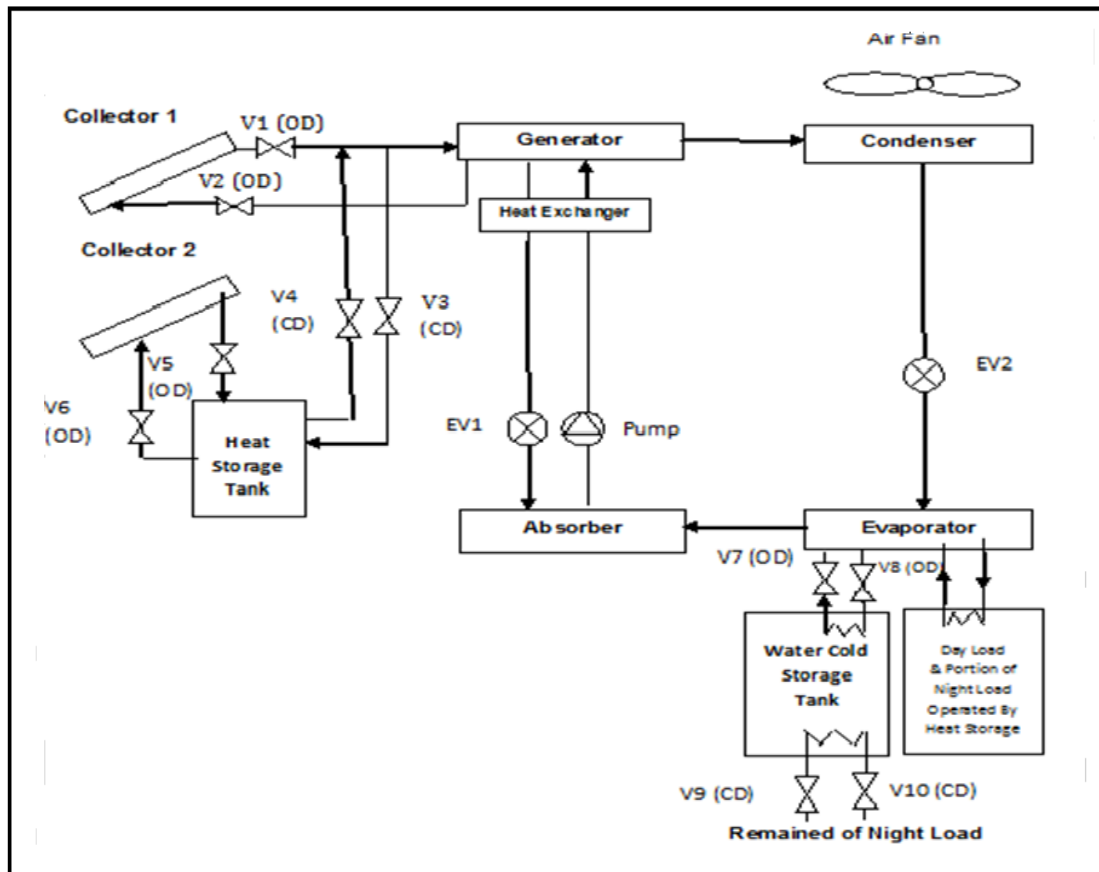 Air Fan
Collector 1
V1 (OD)
Generator
Condenser
V2 (OD)
Heat Exchanger
Collector 2
V4
(CD)
V3
(CD)
EV2
V5
(OD)
V6
(OD)
Heat
Storage
Tank
EV1
Pump
Absorber
Evaporator
V7 (OD)
V8 (OD)
Water Cold
Storage
Tank
Day Load
& Portion of
Night Load
Operated By
Heat Storage
V9 (CD)
V10 (CD)
Remained of Night Load